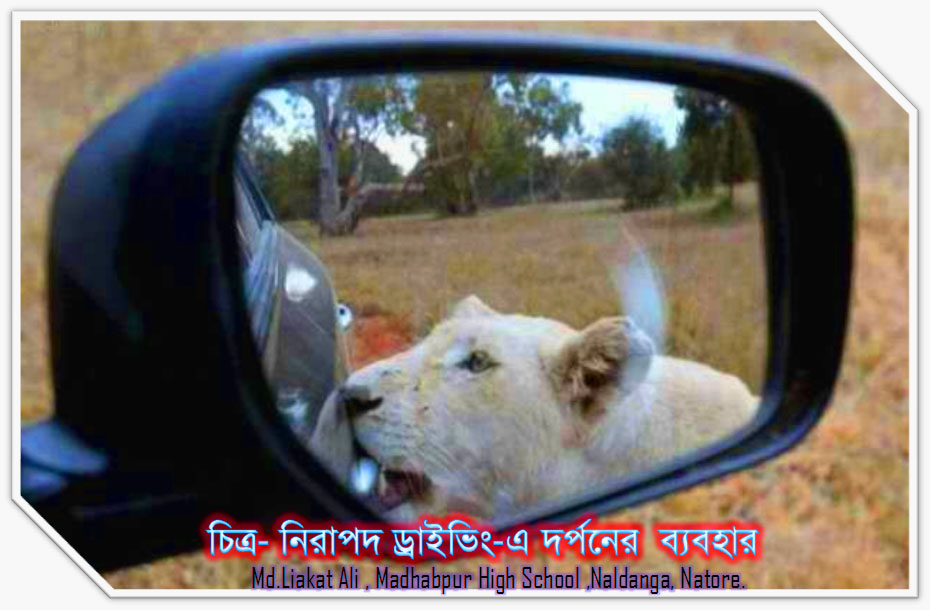 চিত্র- নিরাপদ ড্রাইভিং-এ দর্পনের ব্যবহার
Md.Liakat Ali , Madhabpur High School ,Naldanga, Natore.